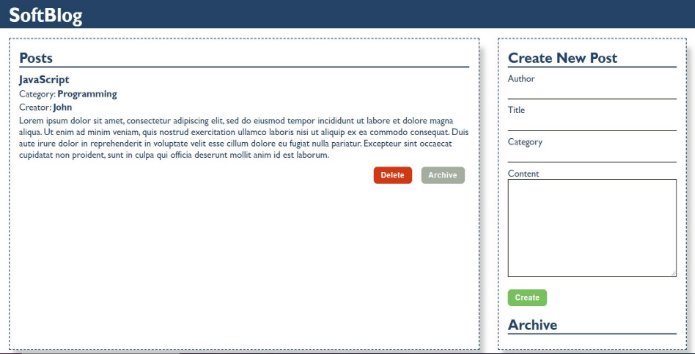 SoftBlog
Posts
JavaScript
Category: Programming
Creator: John
Lorem ipsum dolor sit amet, consectetur adipiscing elit, sed do eiusmod tempor incididunt ut labore et dolore magna
aliqua. Ut enim ad minim veniam, quis nostrud exercitation ullamco laboris nisi ut aliquip ex ea commodo consequat. Duis
aute irure dolor in reprehenderit in voluptate velit esse cillum dolore eu fugiat nulla pariatur. Excepteur sint occaecat
cupidatat non proident, sunt in culpa qui officia deserunt mollit anim id est laborum.
Delete
Archive
Create New Post
Author
Title
Category
Content
Create
Archive